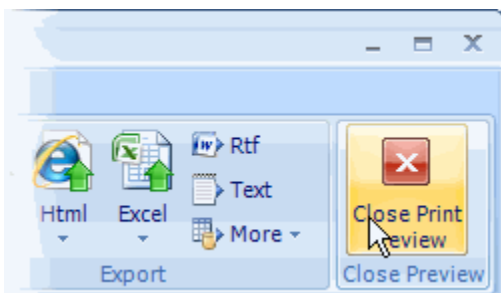 Rtf
Text
Html Excel More
Close Print
Preview
Export
Close Preview